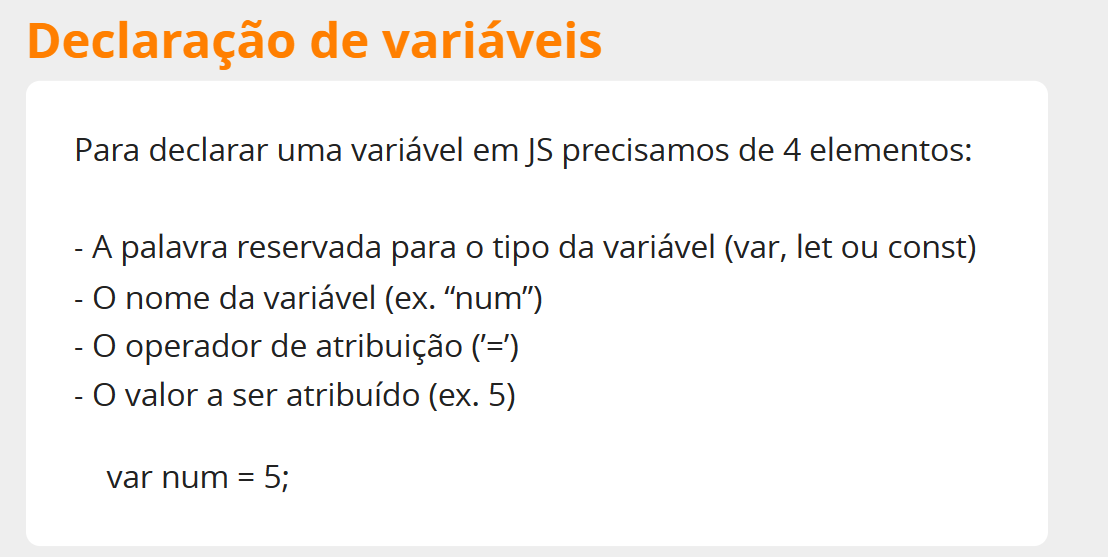 Declaração de variáveis
Para declarar uma variável em JS precisamos de 4 elementos:
- A palavra reservada para o tipo da variável (var, let ou const)
- O nome da variável (ex. “num”)
- O operador de atribuição (’=’)
- O valor a ser atribuído (ex. 5)
var num = 5;